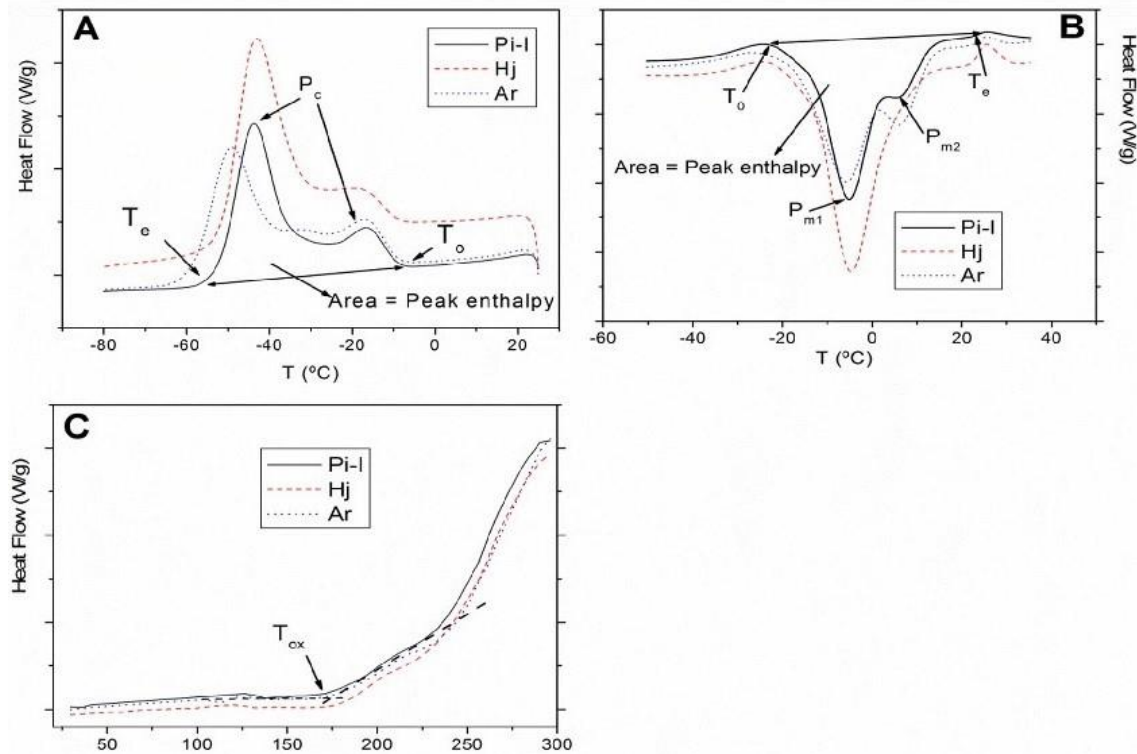 A
Pi-I
Hj
Ar
Pc
Te
To
Area = Peak enthalpy
Heat Flow (W/g)
-80 -60 -40 -20 0 20
T (ºC)
B
To
Te
Pm2
Area = Peak enthalpy
Pm1
Pi-I
Hj
Ar
Heat Flow (W/g)
-60 -40 -20 0 20 40
T (ºC)
C
Pi-I
Hj
Ar
Tox
Heat Flow (W/g)
50 100 150 200 250 300